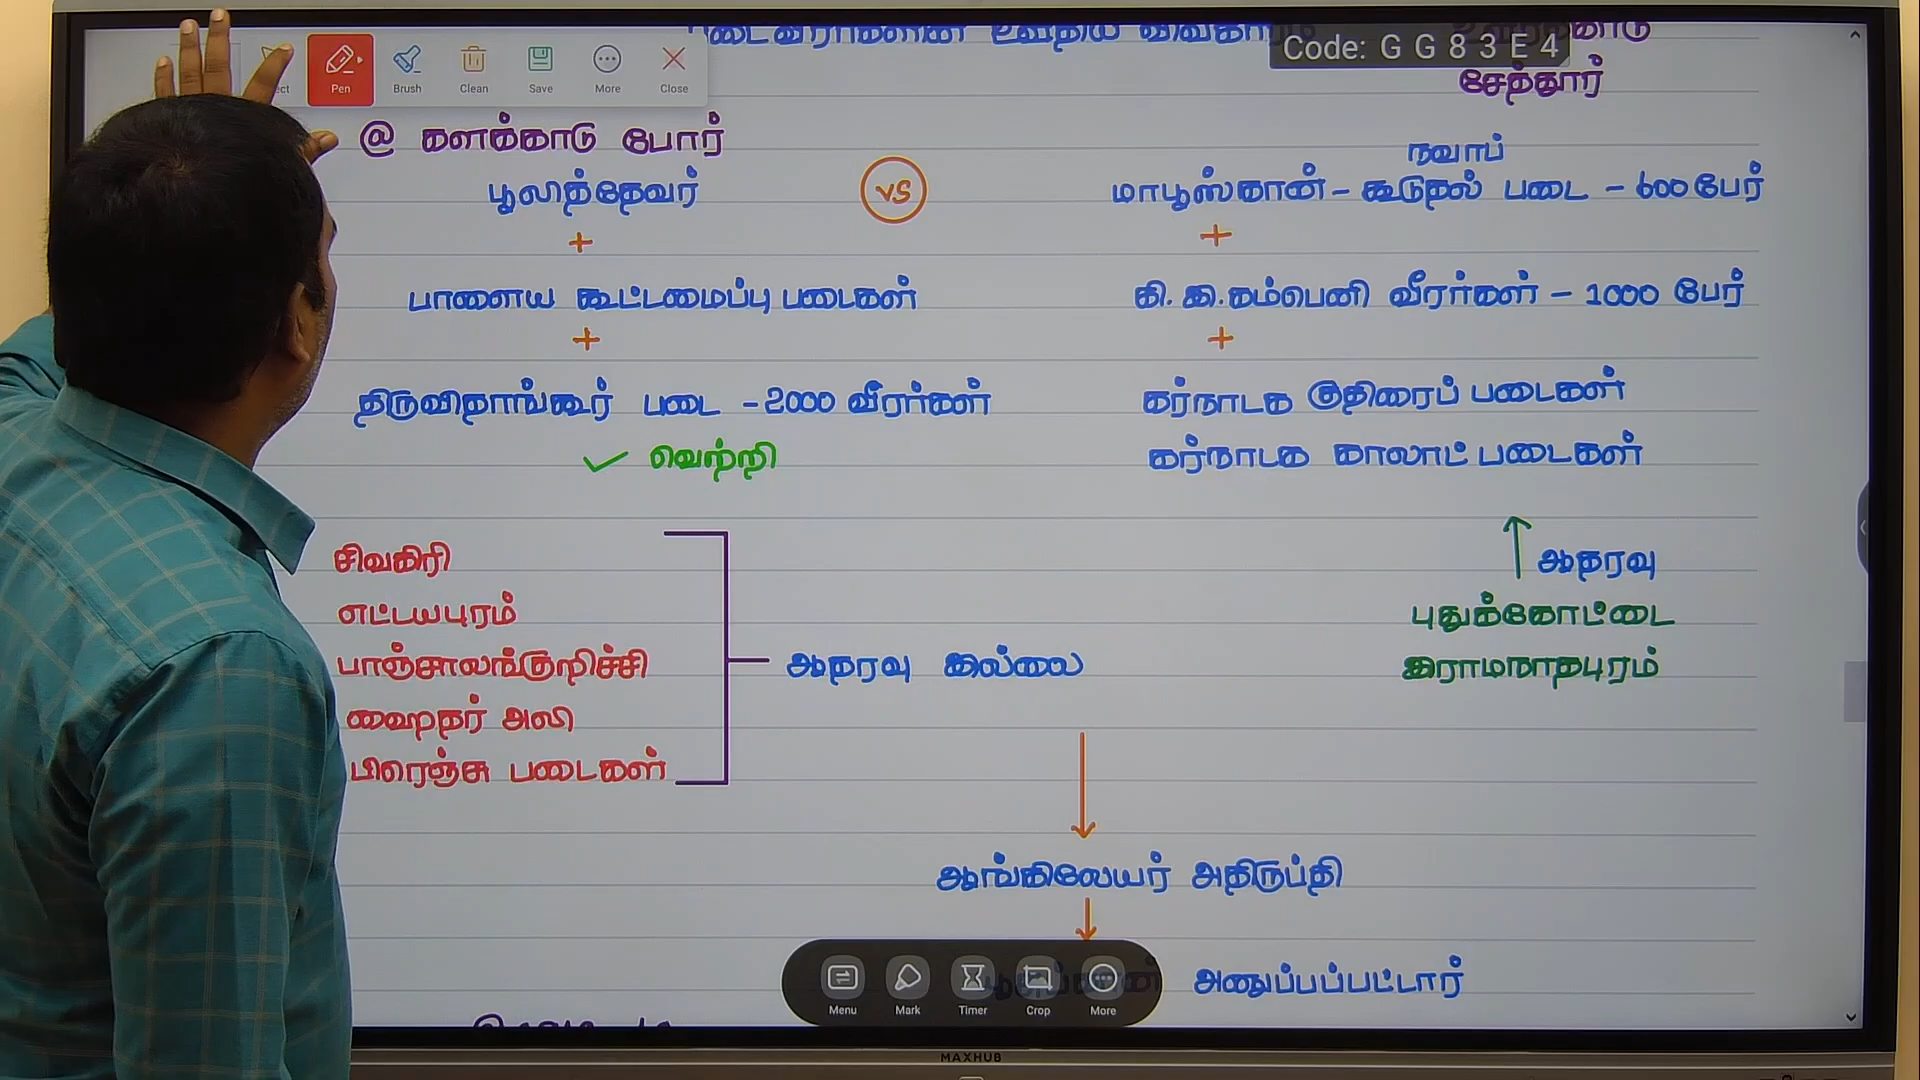 Code: G G 8 3 E 4
சேத்தூர்
Pen Brush Clean Save More Close
@ களக்காடு போர்
நவாப்
பூலித்தேவர் VS மாபூஸ்கான் - கூடுதல் படை - 600 பேர்
+ +
பாளைய கூட்டமைப்பு படைகள் கி.இ.கம்பெனி வீரர்கள் - 1000 பேர்
+ +
திருவிதாங்கூர் படை - 2000 வீரர்கள் கர்நாடக குதிரைப் படைகள்
✓ வெற்றி கர்நாடக காலாட் படைகள்
சிவகிரி ஆதரவு
எட்டயபுரம் புதுக்கோட்டை
பாஞ்சாலங்குறிச்சி ஆதரவு இல்லை இராமநாதபுரம்
ஹைதர் அலி
பிரெஞ்சு படைகள்
ஆங்கிலேயர் அதிருப்தி
அனுப்பப்பட்டார்
Menu Mark Timer Crop More
MAXHUB